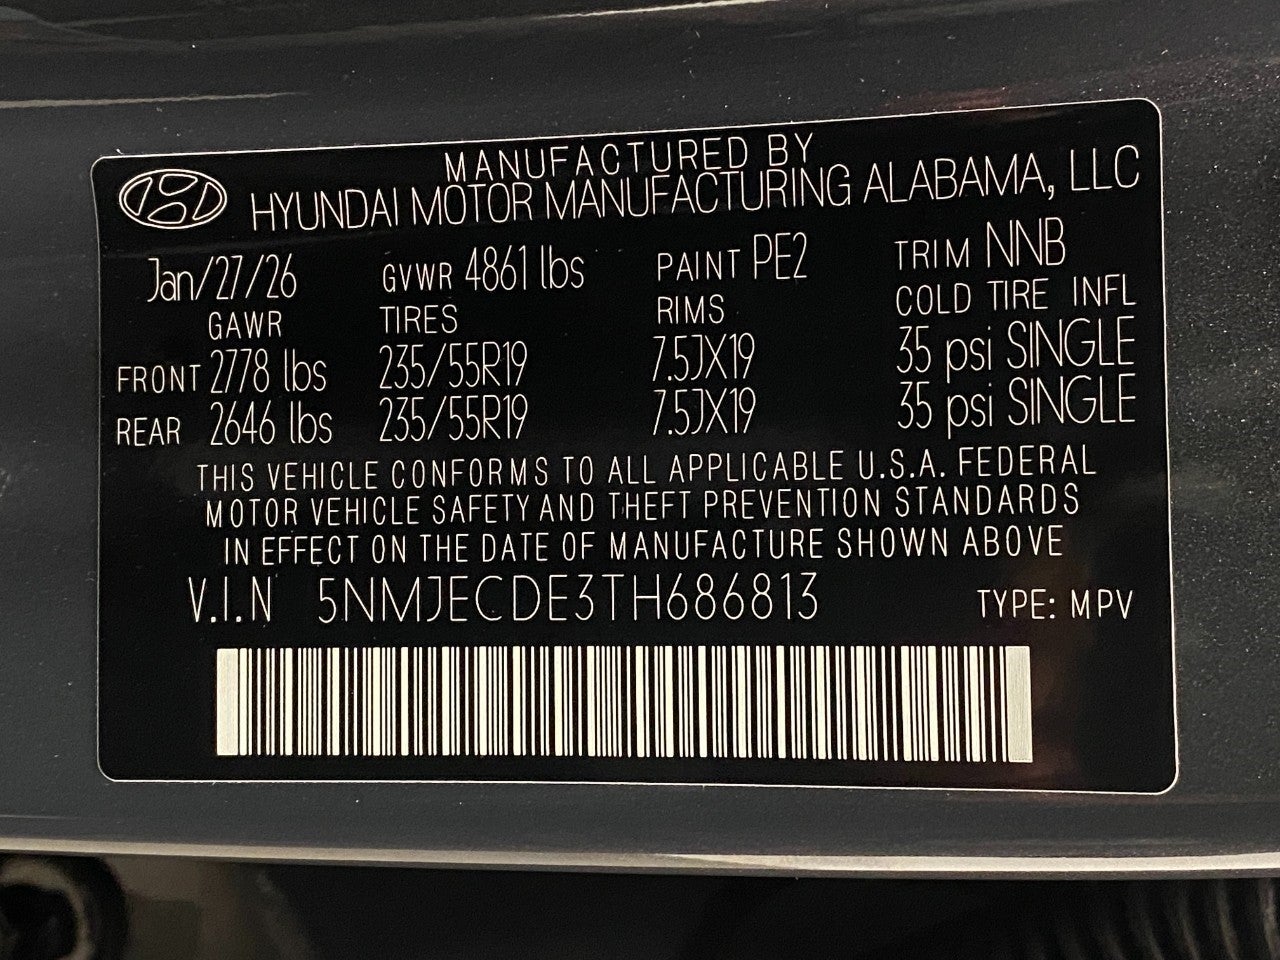 MANUFACTURED BY
HYUNDAI MOTOR MANUFACTURING ALABAMA, LLC
Jan/27/26 GVWR 4861 lbs PAINT PE2 TRIM NNB
GAWR TIRES RIMS COLD TIRE INFL
FRONT 2778 lbs 235/55R19 7.5JX19 35 psi SINGLE
REAR 2646 lbs 235/55R19 7.5JX19 35 psi SINGLE
THIS VEHICLE CONFORMS TO ALL APPLICABLE U.S.A. FEDERAL
MOTOR VEHICLE SAFETY AND THEFT PREVENTION STANDARDS
IN EFFECT ON THE DATE OF MANUFACTURE SHOWN ABOVE
V.I.N 5NMJECDE3TH686813 TYPE: MPV